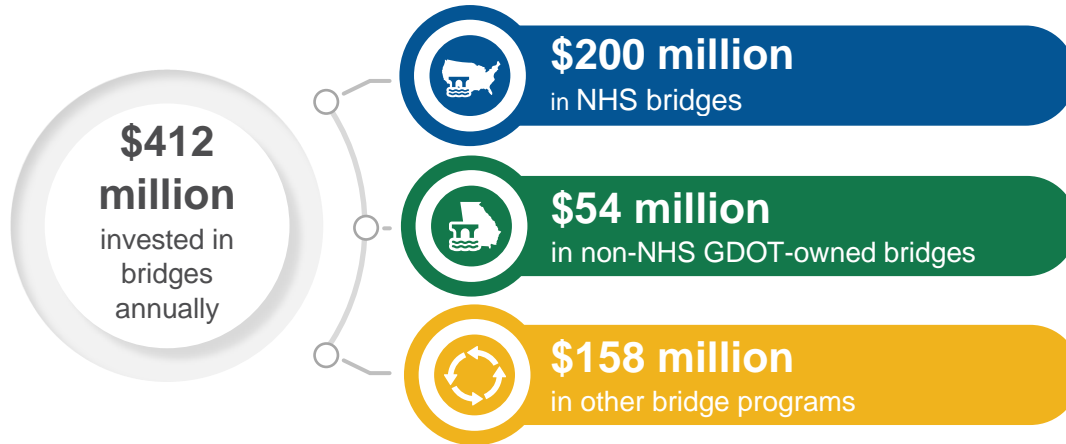 $412
million
invested in
bridges
annually
$200 million
in NHS bridges
$54 million
in non-NHS GDOT-owned bridges
$158 million
in other bridge programs